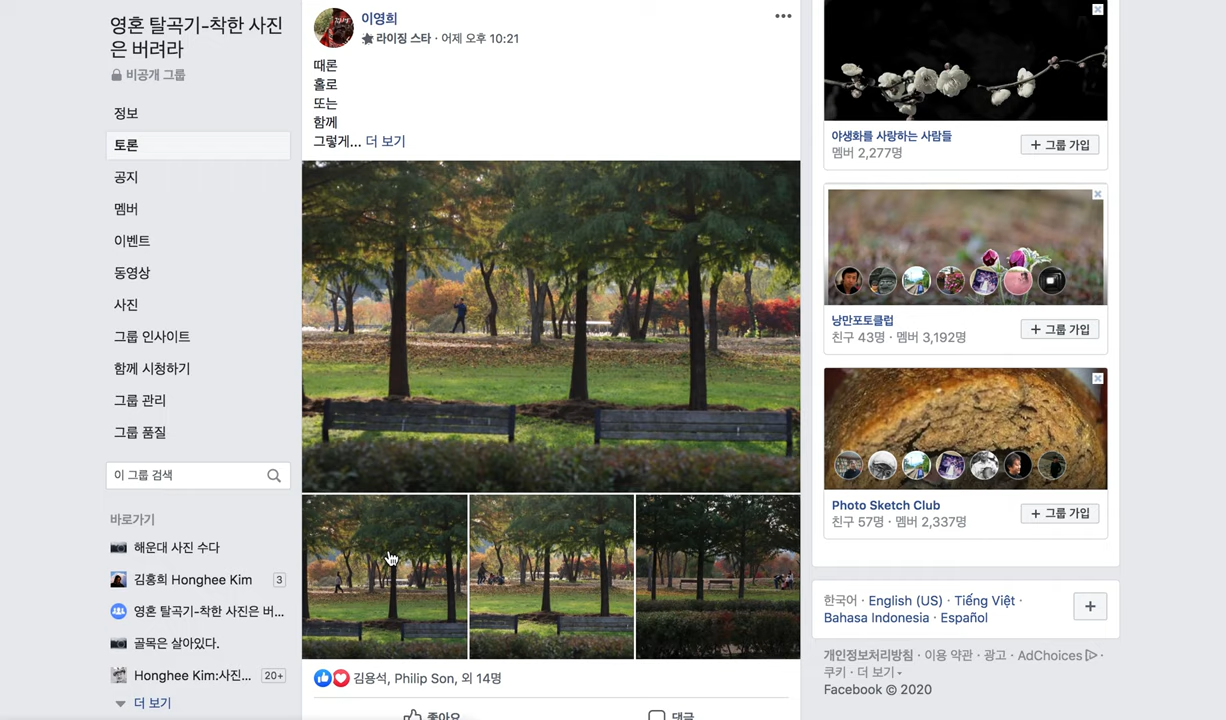 영혼 탈곡기-착한 사진
은 버려라
비공개 그룹
정보
토론
공지
멤버
이벤트
동영상
사진
그룹 인사이트
함께 시청하기
그룹 관리
그룹 품질
이 그룹 검색
바로가기
해운대 사진 수다
김홍희 Honghee Kim 3
영혼 탈곡기-착한 사진은 버...
골목은 살아있다.
Honghee Kim:사진... 20+
더 보기
이영희
라이징 스타 · 어제 오후 10:21
때론
홀로
또는
함께
그렇게... 더 보기
김용석, Philip Son, 외 14명
좋아요 댓글
야생화를 사랑하는 사람들
멤버 2,277명
+ 그룹 가입
낭만포토클럽
친구 43명 · 멤버 3,192명
+ 그룹 가입
Photo Sketch Club
친구 57명 · 멤버 2,337명
+ 그룹 가입
한국어 · English (US) · Tiếng Việt ·
Bahasa Indonesia · Español
개인정보처리방침 · 이용 약관 · 광고 · AdChoices ·
쿠키 · 더 보기
Facebook © 2020